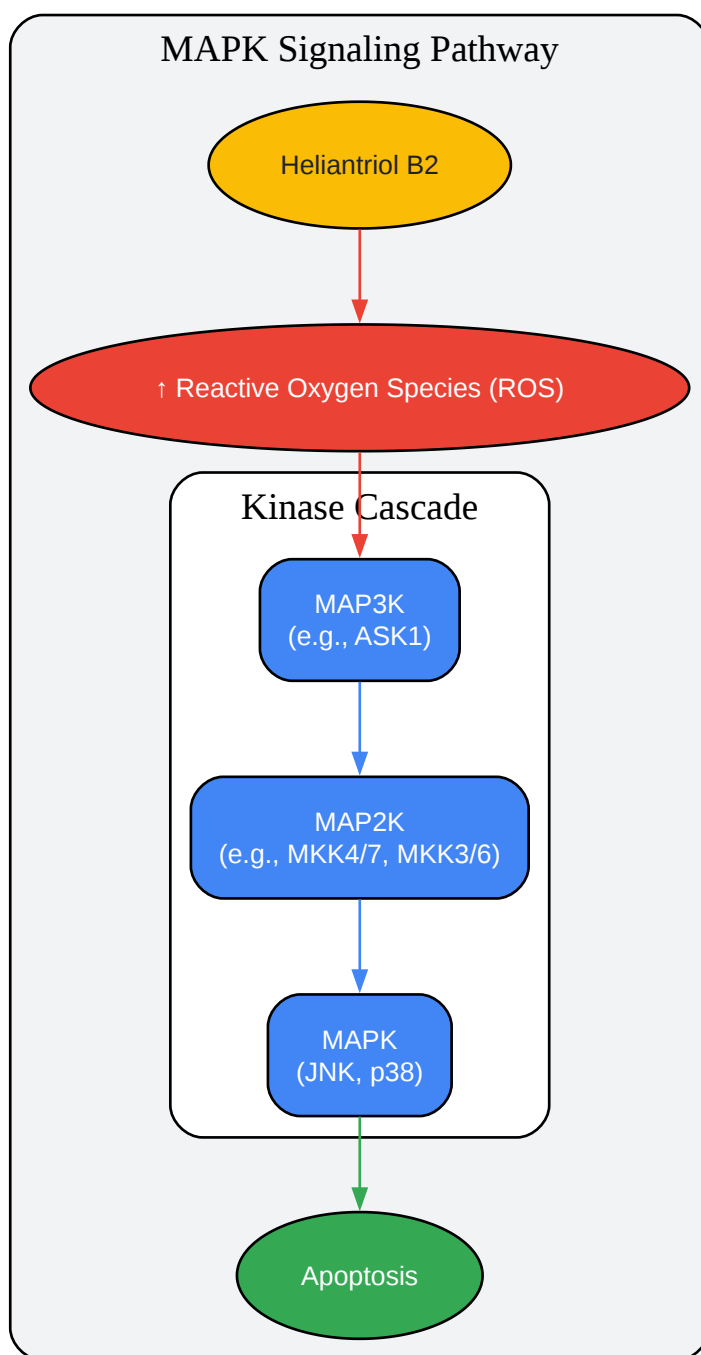 MAPK Signaling Pathway
Heliantriol B2
↑ Reactive Oxygen Species (ROS)
Kinase Cascade
MAP3K
(e.g., ASK1)
MAP2K
(e.g., MKK4/7, MKK3/6)
MAPK
(JNK, p38)
Apoptosis